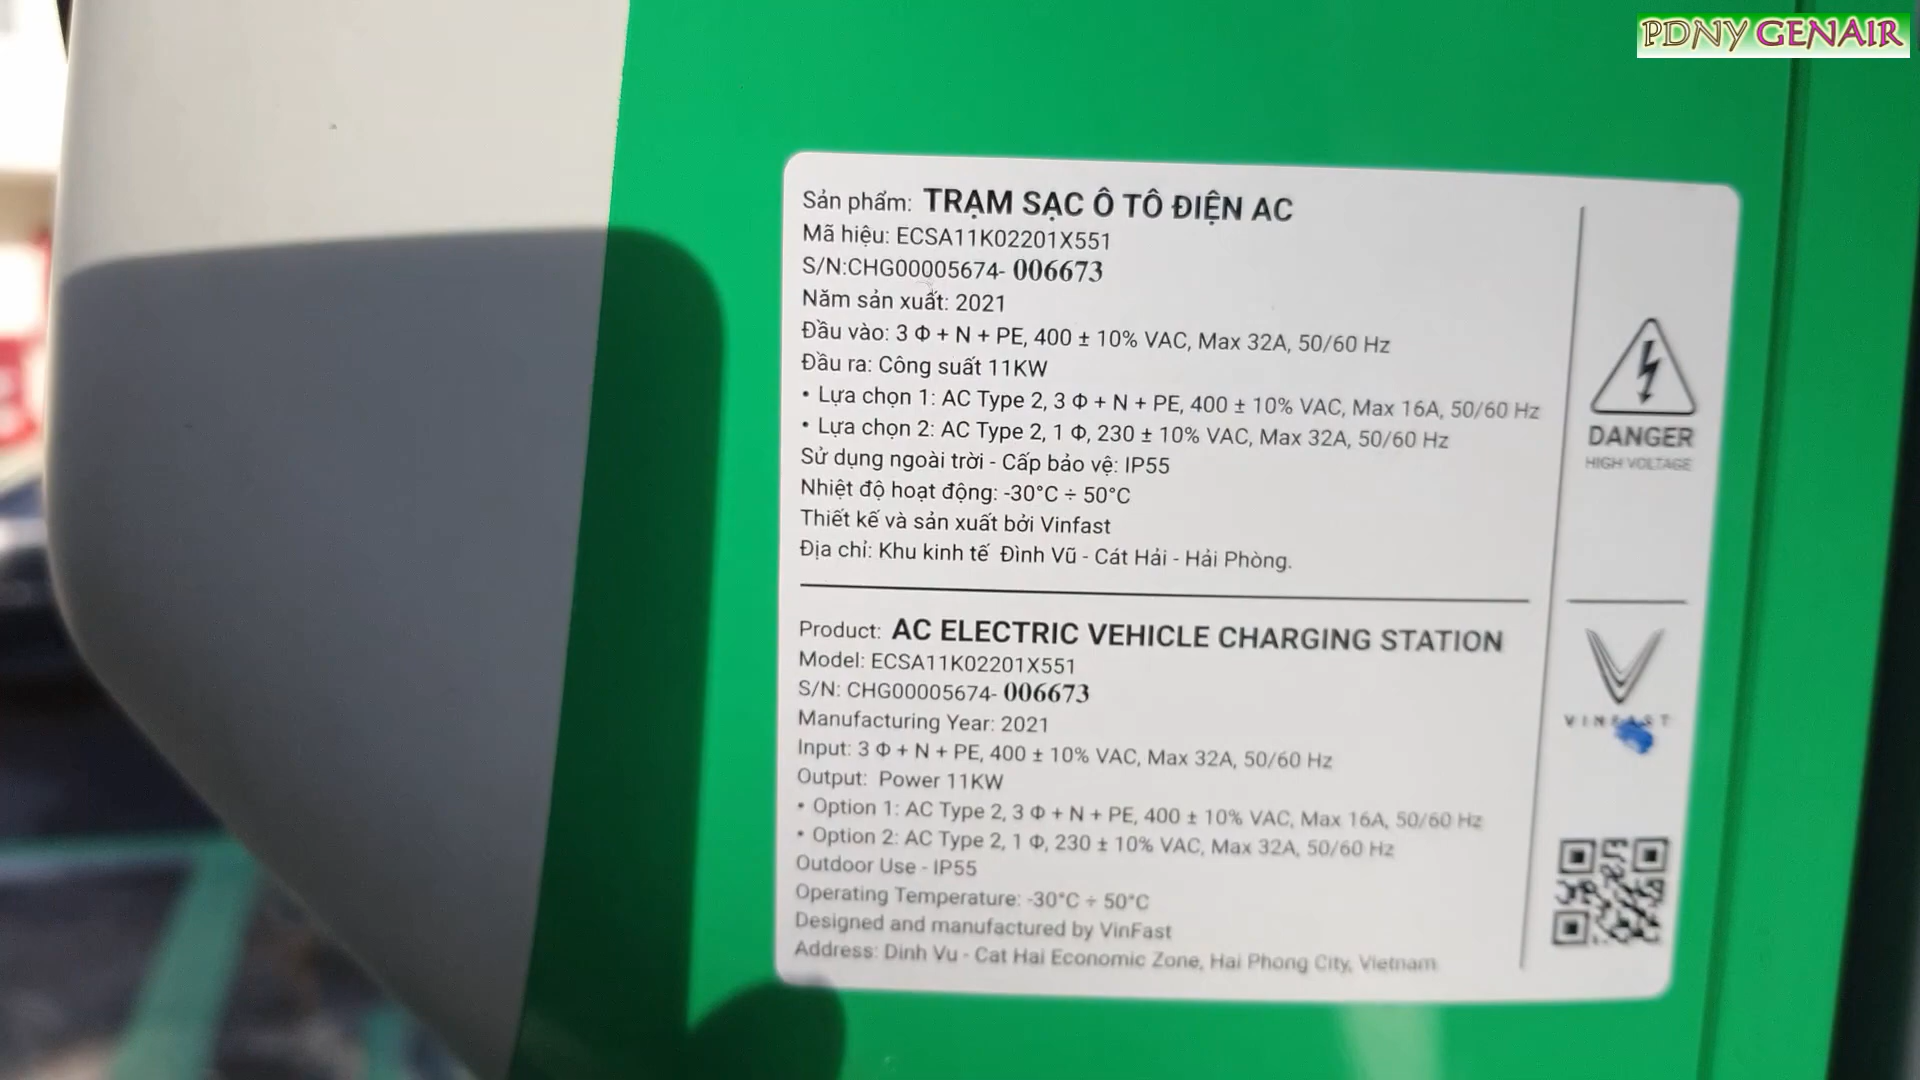 PDNY GENAIR
Sản phẩm: TRẠM SẠC Ô TÔ ĐIỆN AC
Mã hiệu: ECSA11K02201X551
S/N:CHG00005674- 006673
Năm sản xuất: 2021
Đầu vào: 3 Φ + N + PE, 400 ± 10% VAC, Max 32A, 50/60 Hz
Đầu ra: Công suất 11KW
• Lựa chọn 1: AC Type 2, 3 Φ + N + PE, 400 ± 10% VAC, Max 16A, 50/60 Hz
• Lựa chọn 2: AC Type 2, 1 Φ, 230 ± 10% VAC, Max 32A, 50/60 Hz
Sử dụng ngoài trời - Cấp bảo vệ: IP55
Nhiệt độ hoạt động: -30°C ÷ 50°C
Thiết kế và sản xuất bởi Vinfast
Địa chỉ: Khu kinh tế Đình Vũ - Cát Hải - Hải Phòng.
DANGER
HIGH VOLTAGE
Product: AC ELECTRIC VEHICLE CHARGING STATION
Model: ECSA11K02201X551
S/N: CHG00005674- 006673
Manufacturing Year: 2021
Input: 3 Φ + N + PE, 400 ± 10% VAC, Max 32A, 50/60 Hz
Output: Power 11KW
• Option 1: AC Type 2, 3 Φ + N + PE, 400 ± 10% VAC, Max 16A, 50/60 Hz
• Option 2: AC Type 2, 1 Φ, 230 ± 10% VAC, Max 32A, 50/60 Hz
Outdoor Use - IP55
Operating Temperature: -30°C ÷ 50°C
Designed and manufactured by VinFast
Address: Dinh Vu - Cat Hai Economic Zone, Hai Phong City, Vietnam
VINFAST